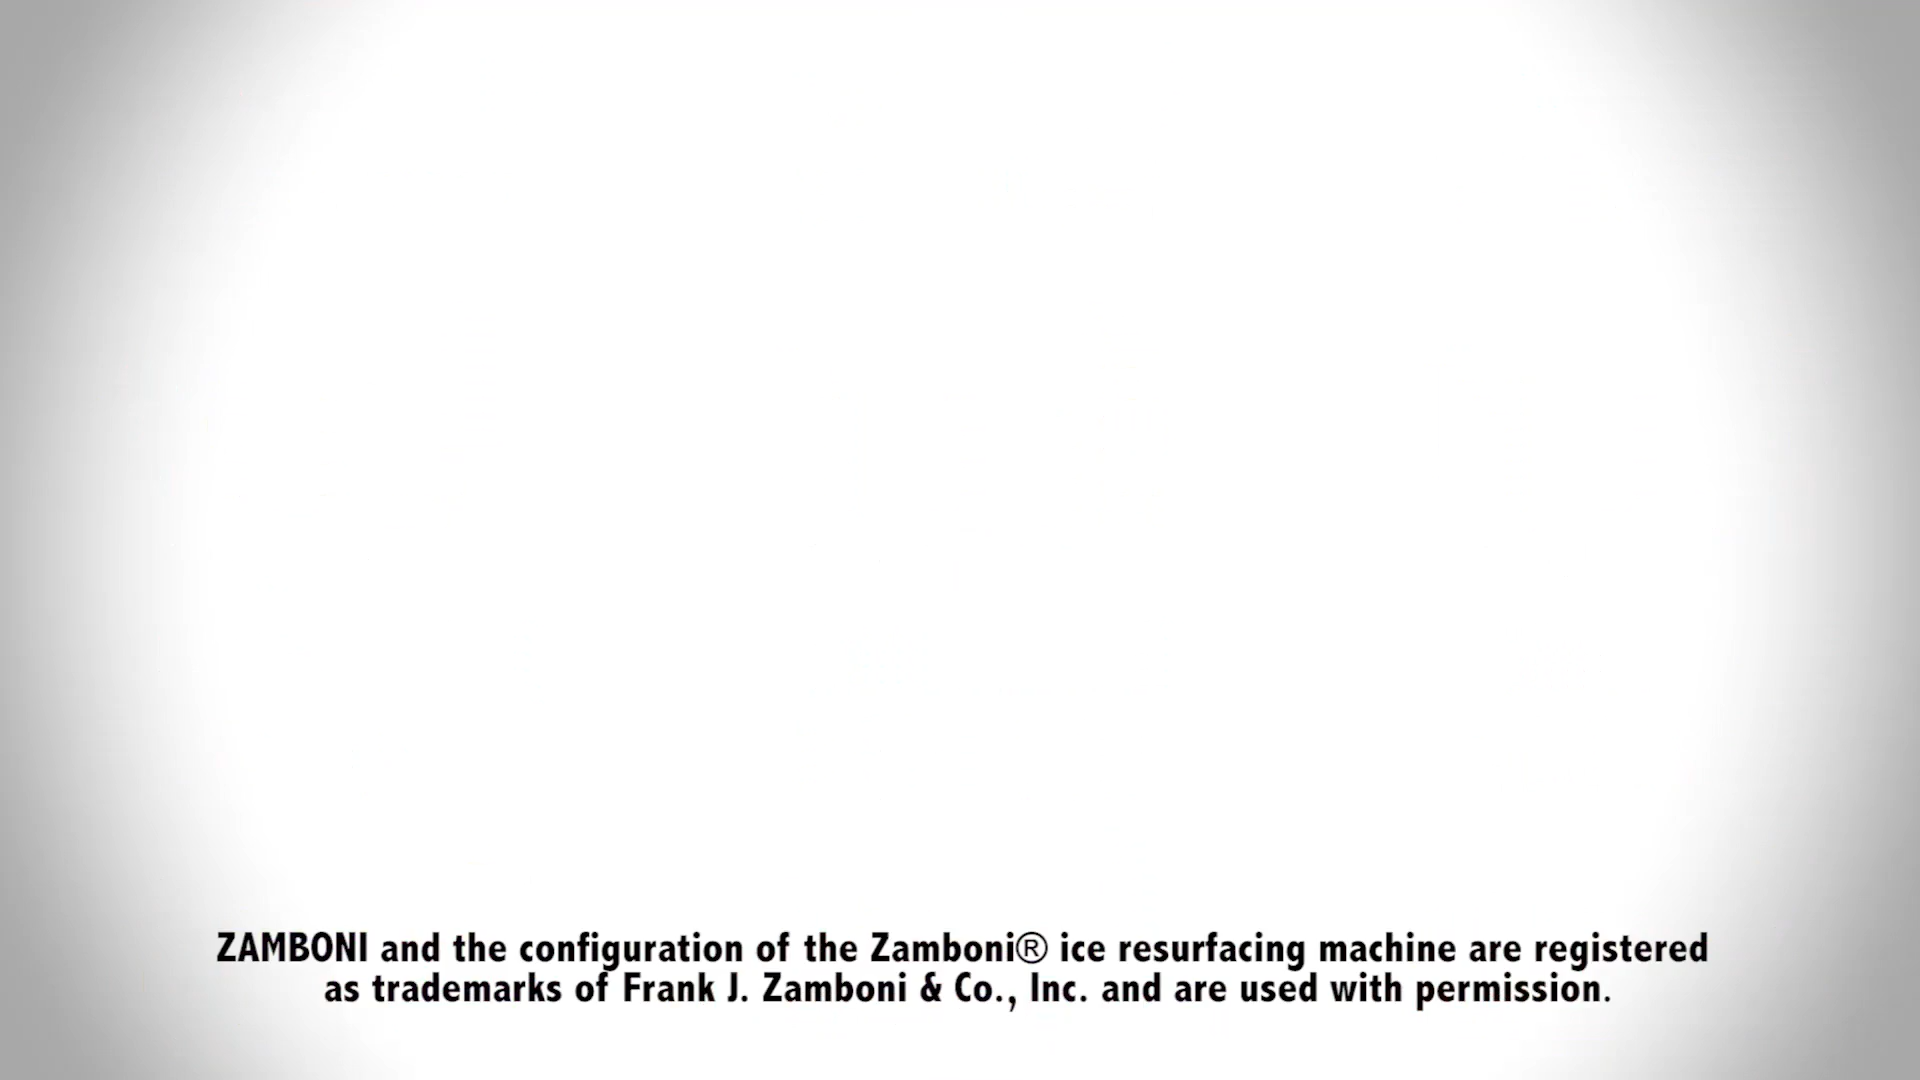 ZAMBONI and the configuration of the Zamboni® ice resurfacing machine are registered
as trademarks of Frank J. Zamboni & Co., Inc. and are used with permission.